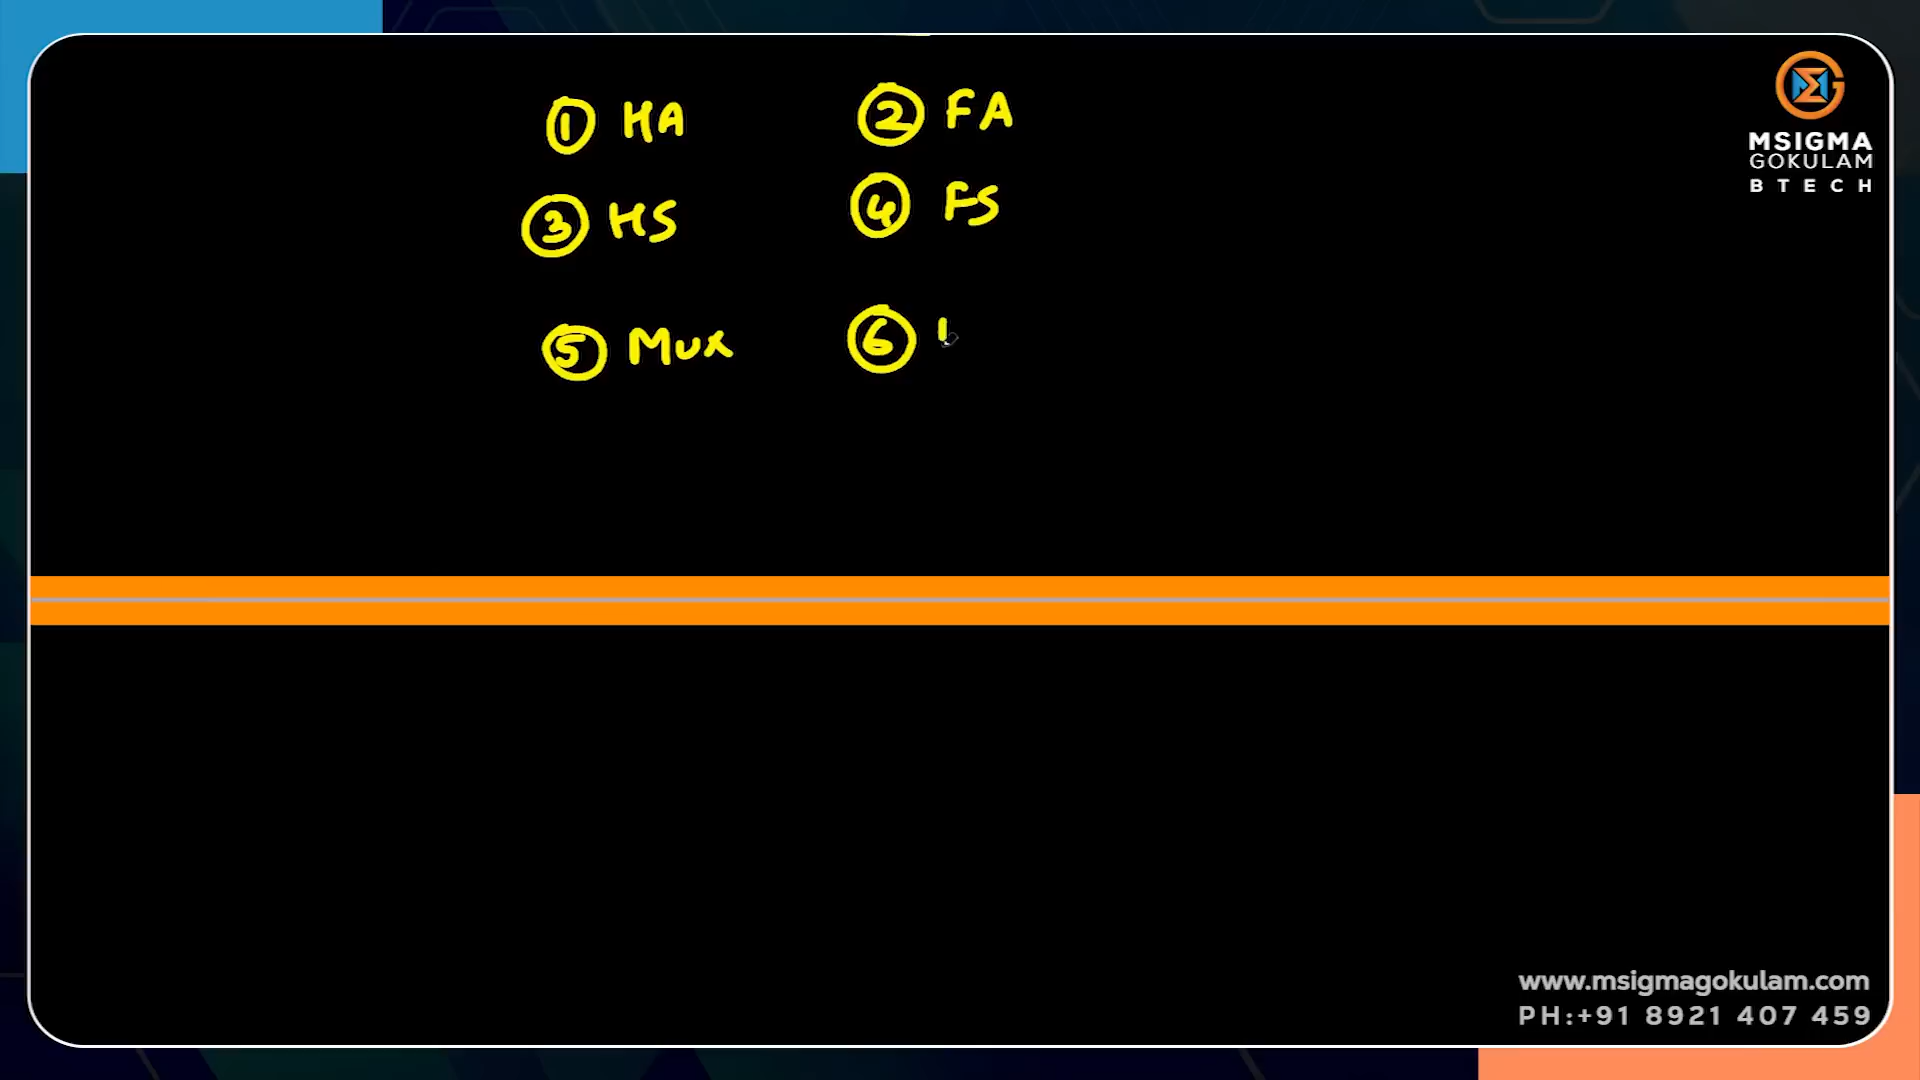 ① HA ② FA
③ HS ④ FS
⑤ Mux ⑥
MSIGMA
GOKULAM
BTECH
www.msigmagokulam.com
PH:+91 8921 407 459